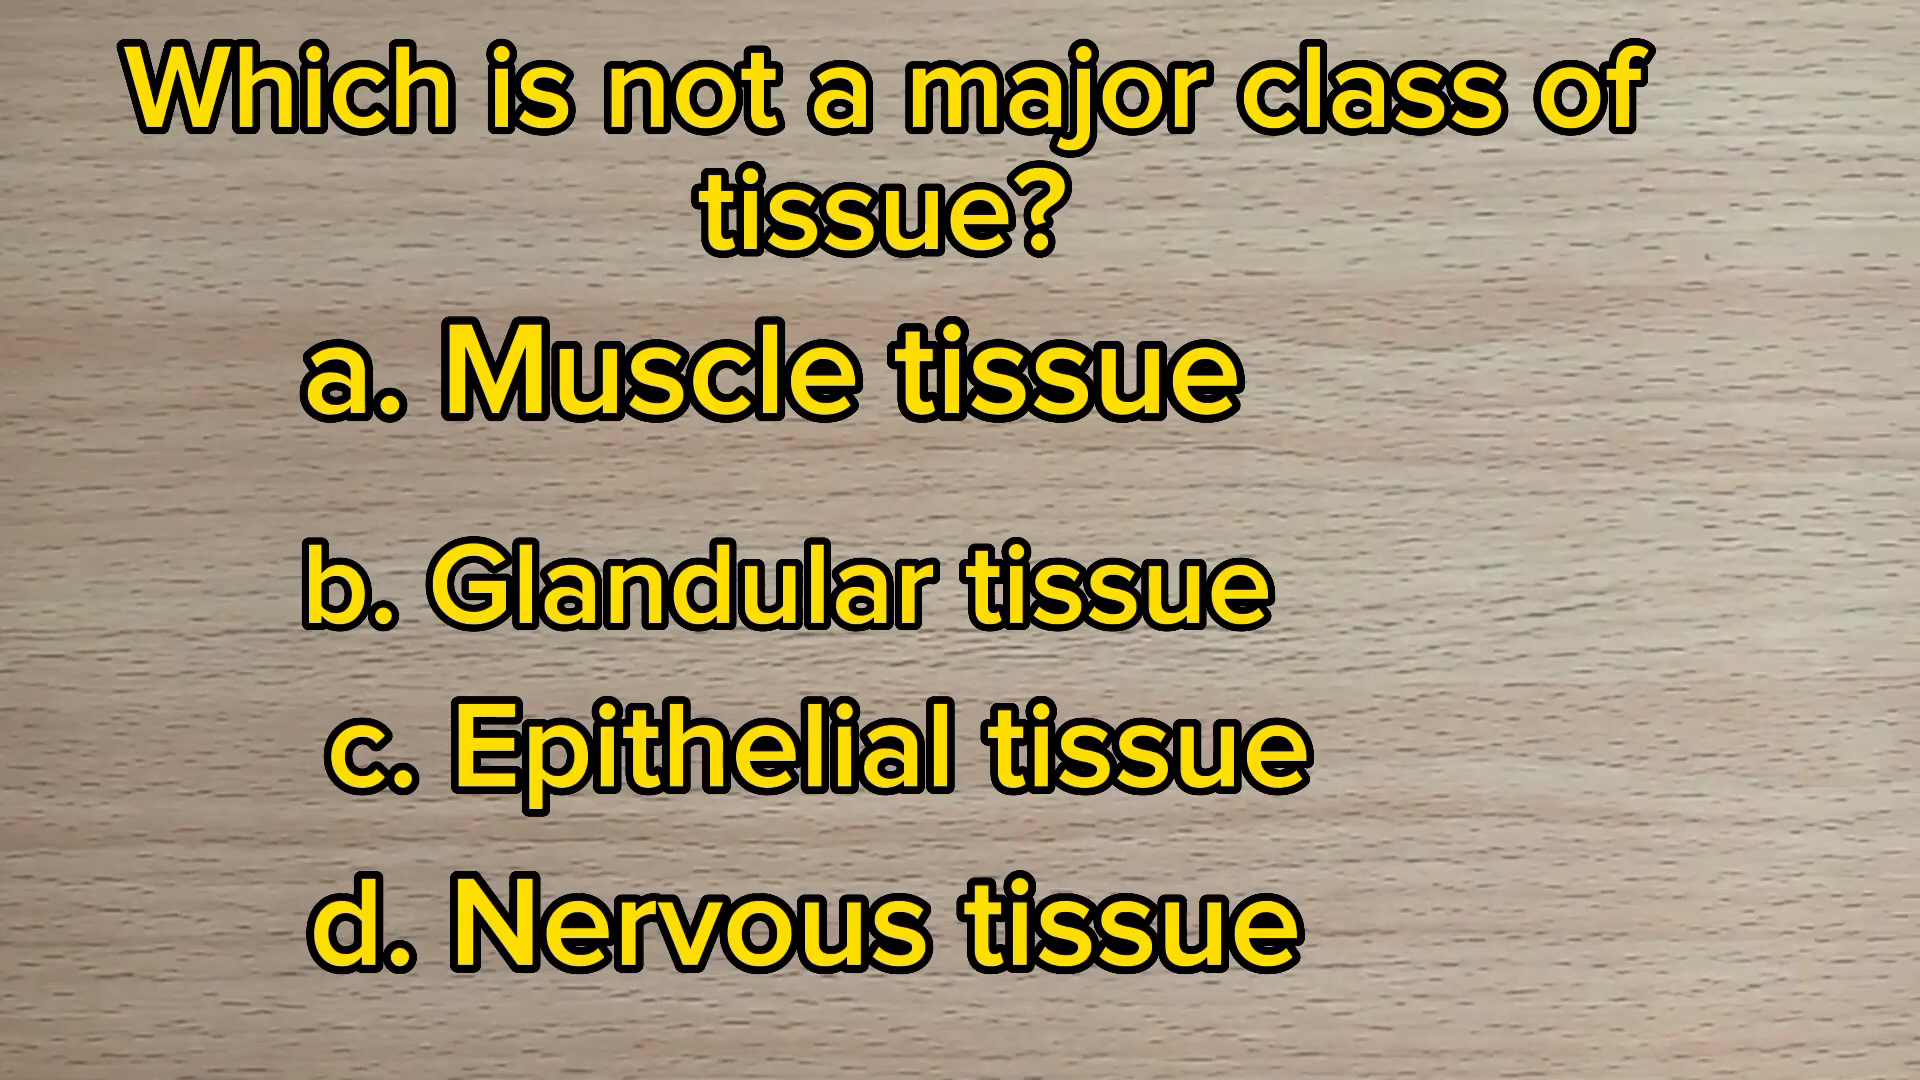 Which is not a major class of
tissue?
a. Muscle tissue
b. Glandular tissue
c. Epithelial tissue
d. Nervous tissue